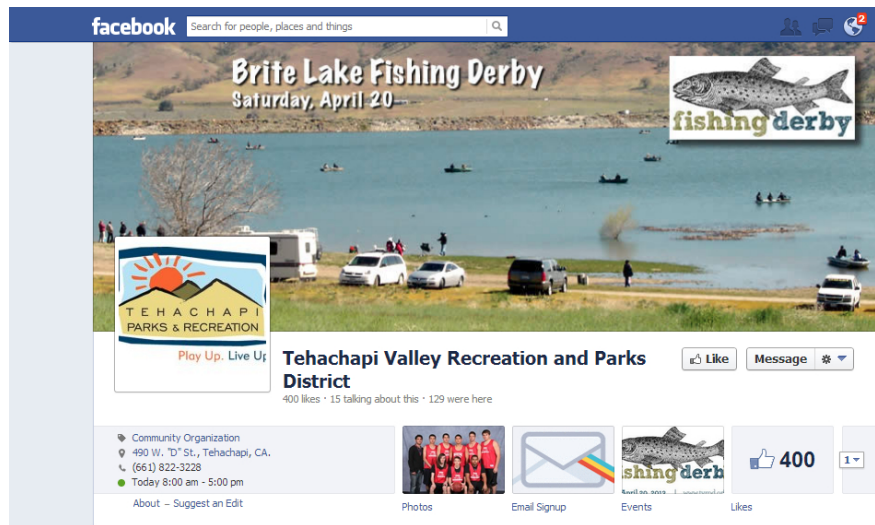 facebook
Search for people, places and things
2
Brite Lake Fishing Derby
Saturday, April 20
fishing derby
TEHACHAPI
PARKS & RECREATION
Play Up. Live Up
Tehachapi Valley Recreation and Parks
District
400 likes · 15 talking about this · 129 were here
Like
Message
Community Organization
490 W. "D" St., Tehachapi, CA.
(661) 822-3228
Today 8:00 am - 5:00 pm
About – Suggest an Edit
shing derb
April 20, 2013
400
1
Photos
Email Signup
Events
Likes